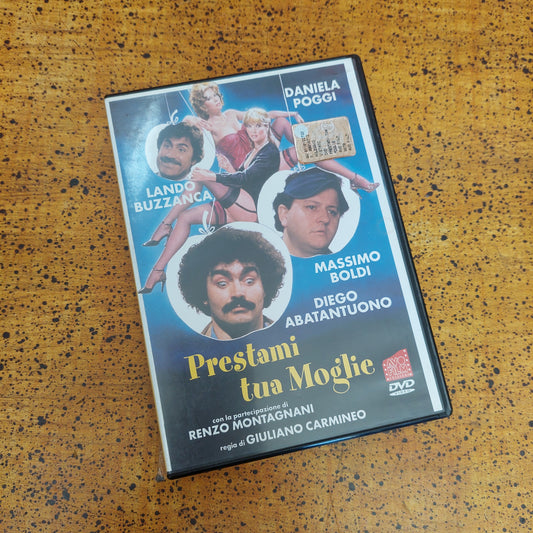 DANIELA
POGGI
LANDO
BUZZANCA
MASSIMO
BOLDI
DIEGO
ABATANTUONO
Prestami
tua Moglie
con la partecipazione di
RENZO MONTAGNANI
regia di GIULIANO CARMINEO
DVD
VIDEO